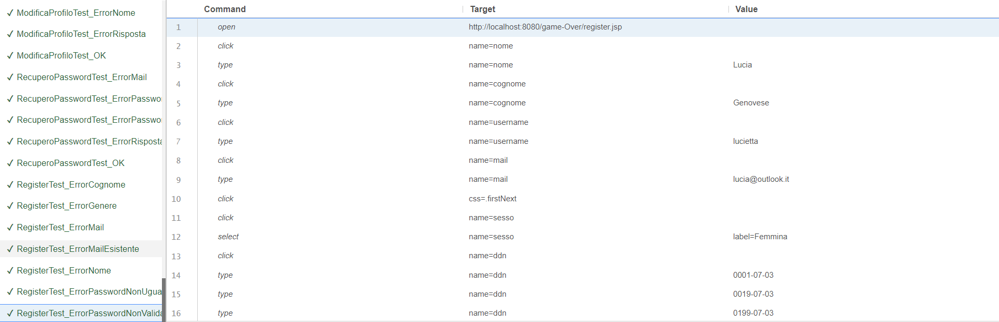 ✓ ModificaProfiloTest_ErrorNome
✓ ModificaProfiloTest_ErrorRisposta
✓ ModificaProfiloTest_OK
✓ RecuperoPasswordTest_ErrorMail
✓ RecuperoPasswordTest_ErrorPasswo
✓ RecuperoPasswordTest_ErrorPasswo
✓ RecuperoPasswordTest_ErrorRisposta
✓ RecuperoPasswordTest_OK
✓ RegisterTest_ErrorCognome
✓ RegisterTest_ErrorGenere
✓ RegisterTest_ErrorMail
✓ RegisterTest_ErrorMailEsistente
✓ RegisterTest_ErrorNome
✓ RegisterTest_ErrorPasswordNonUgua
✓ RegisterTest_ErrorPasswordNonValida
Command Target Value
1 open http://localhost:8080/game-Over/register.jsp
2 click name=nome
3 type name=nome Lucia
4 click name=cognome
5 type name=cognome Genovese
6 click name=username
7 type name=username lucietta
8 click name=mail
9 type name=mail lucia@outlook.it
10 click css=.firstNext
11 click name=sesso
12 select name=sesso label=Femmina
13 click name=ddn
14 type name=ddn 0001-07-03
15 type name=ddn 0019-07-03
16 type name=ddn 0199-07-03